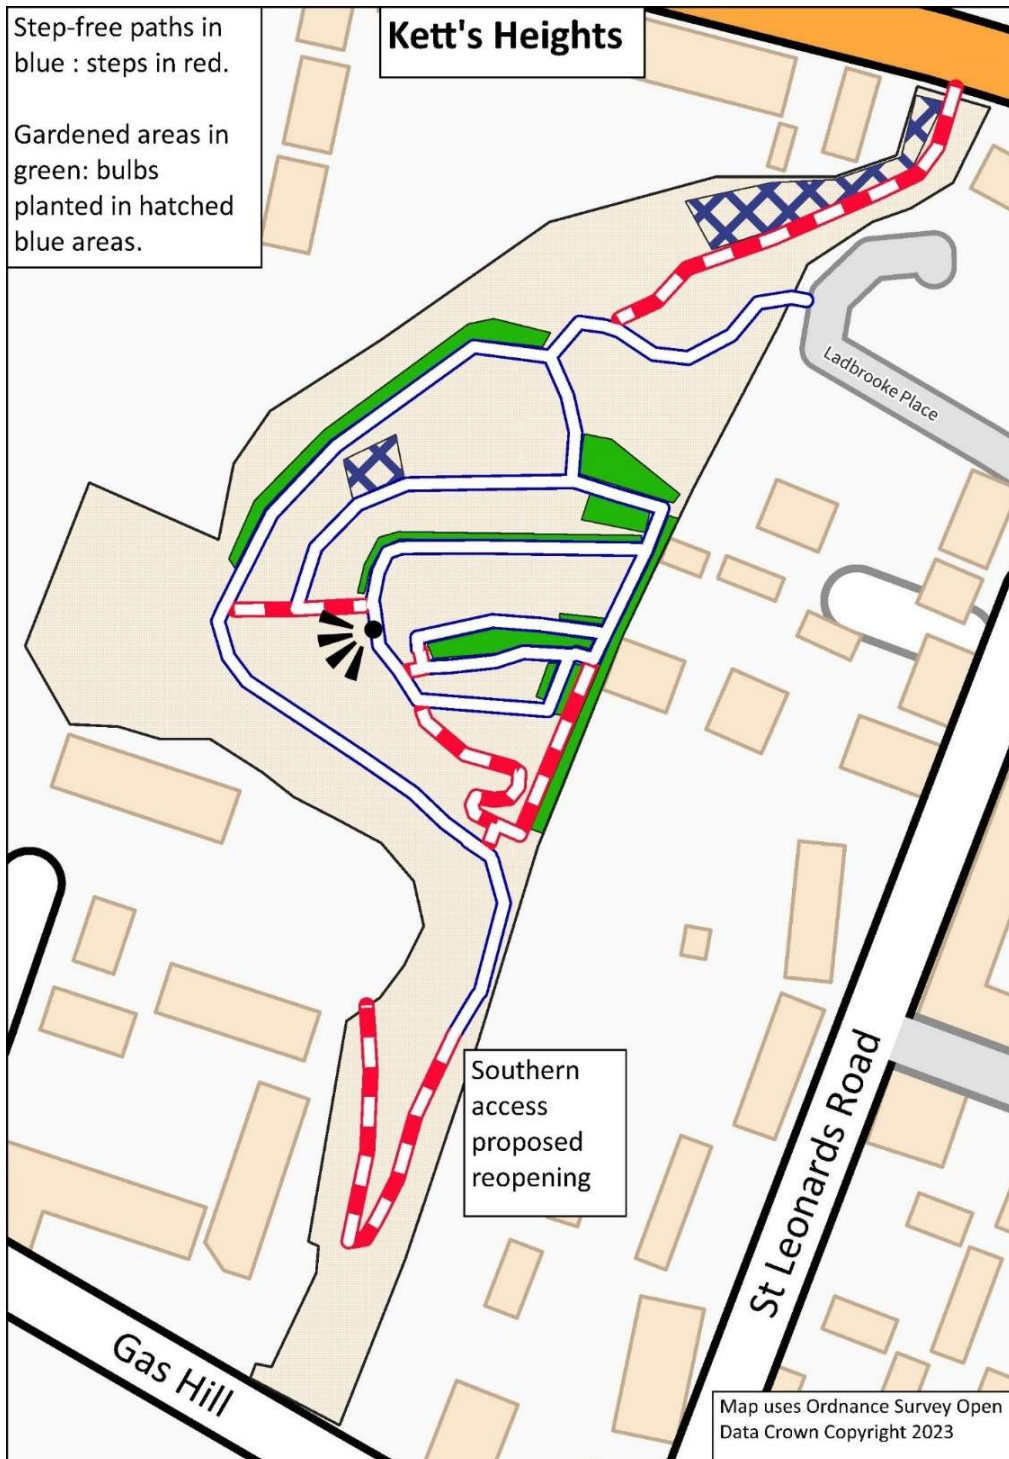 Step-free paths in
blue : steps in red.
Gardened areas in
green: bulbs
planted in hatched
blue areas.
Kett's Heights
Ladbrooke Place
Southern
access
proposed
reopening
St Leonards Road
Gas Hill
Map uses Ordnance Survey Open
Data Crown Copyright 2023